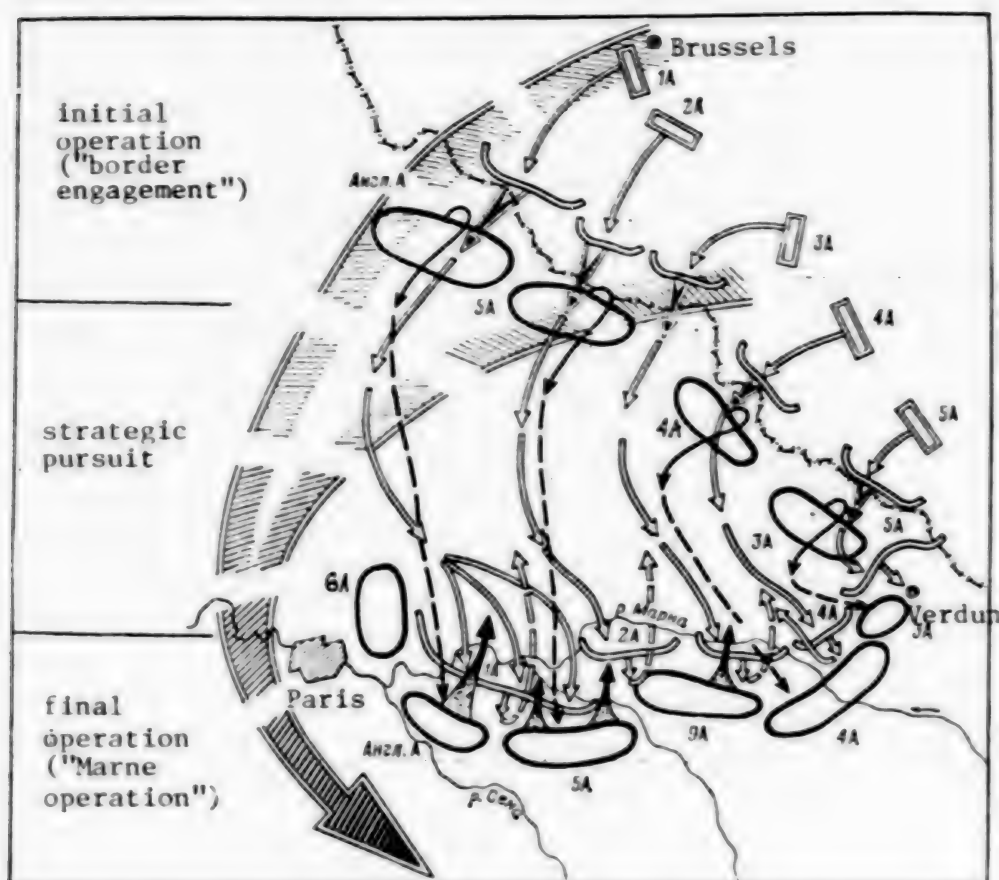 Brussels
1A
2A
initial
operation
("border
engagement")
Англ. А
3A
5A
4A
strategic
pursuit
4A
5A
3A
5A
6A
р. Марна
2A
4A
Verdun
3A
Paris
final
operation
("Marne
operation")
Англ. А
5A
9A
4A
р. Сена